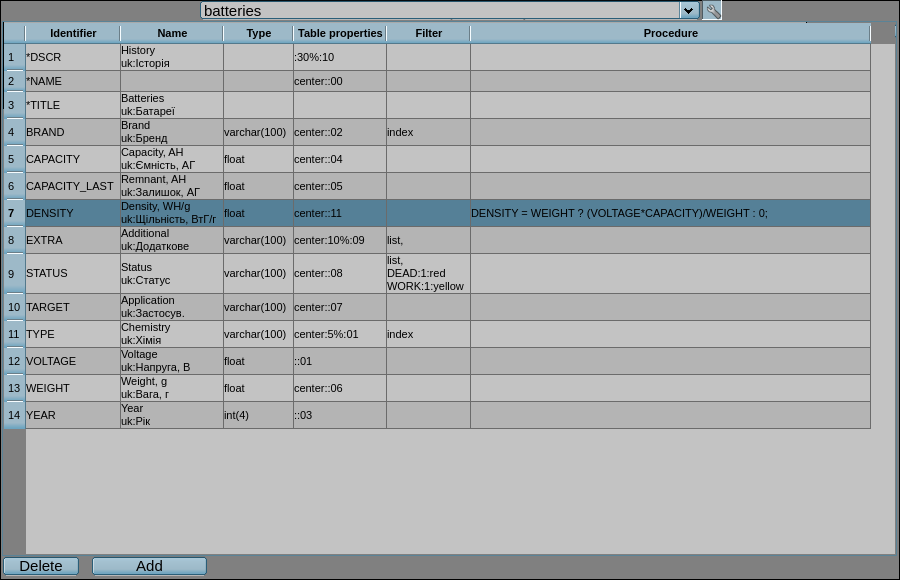 batteries
Identifier Name Type Table properties Filter Procedure
1 *DSCR History :30%:10
uk:Історія
2 *NAME center::00
3 *TITLE Batteries
uk:Батареї
4 BRAND Brand varchar(100) center::02 index
uk:Бренд
5 CAPACITY Capacity, AH float center::04
uk:Ємність, АГ
6 CAPACITY_LAST Remnant, AH float center::05
uk:Залишок, АГ
7 DENSITY Density, WH/g float center::11 DENSITY = WEIGHT ? (VOLTAGE*CAPACITY)/WEIGHT : 0;
uk:Щільність, ВтГ/г
8 EXTRA Additional varchar(100) center:10%:09 list,
uk:Додаткове
9 STATUS Status varchar(100) center::08 list,
uk:Статус DEAD:1:red
WORK:1:yellow
10 TARGET Application varchar(100) center::07
uk:Застосув.
11 TYPE Chemistry varchar(100) center:5%:01 index
uk:Хімія
12 VOLTAGE Voltage float ::01
uk:Напруга, В
13 WEIGHT Weight, g float center::06
uk:Вага, г
14 YEAR Year int(4) ::03
uk:Рік
Delete Add